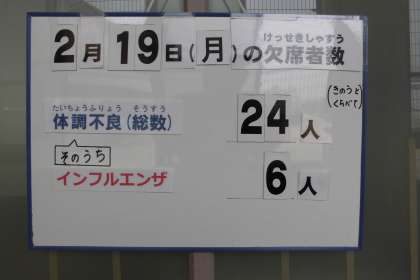 けっせきしゃすう
2月19日(月)の欠席者数
(きのうと
くらべて)
たいちょうふりょう そうすう
体調不良(総数) 24人
そのうち
インフルエンザ 6人